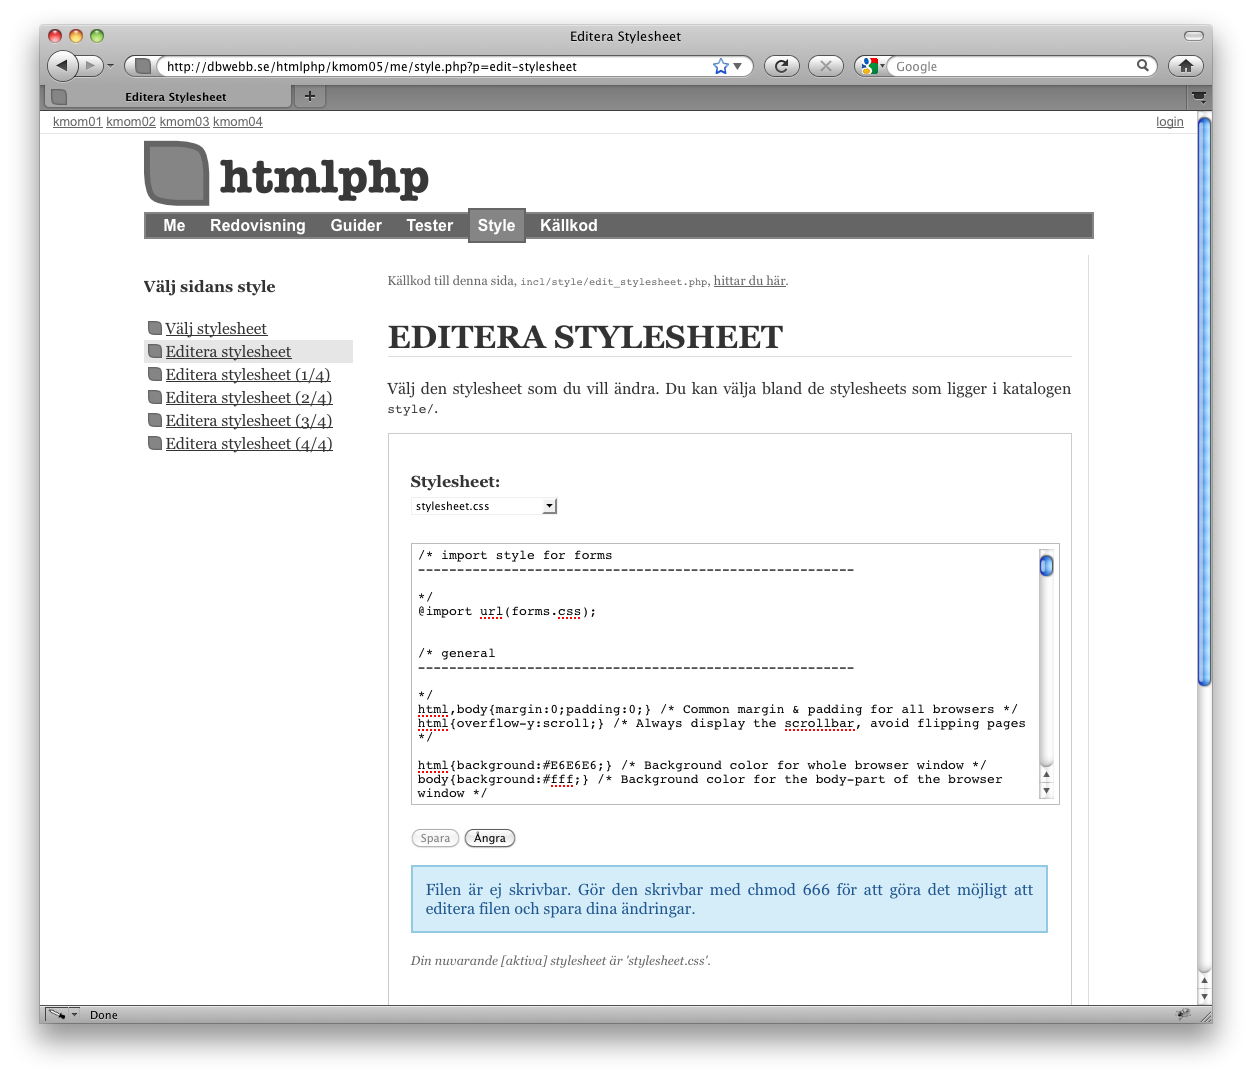 Editera Stylesheet
http://dbwebb.se/htmlphp/kmom05/me/style.php?p=edit-stylesheet
Google
Editera Stylesheet
kmom01 kmom02 kmom03 kmom04
login
htmlphp
Me Redovisning Guider Tester Style Källkod
Välj sidans style
Välj stylesheet
Editera stylesheet
Editera stylesheet (1/4)
Editera stylesheet (2/4)
Editera stylesheet (3/4)
Editera stylesheet (4/4)
Källkod till denna sida, incl/style/edit_stylesheet.php, hittar du här.
EDITERA STYLESHEET
Välj den stylesheet som du vill ändra. Du kan välja bland de stylesheets som ligger i katalogen
style/.
Stylesheet:
stylesheet.css
/* import style for forms
--------------------------------------------------------
*/
@import url(forms.css);
/* general
--------------------------------------------------------
*/
html,body{margin:0;padding:0;} /* Common margin & padding for all browsers */
html{overflow-y:scroll;} /* Always display the scrollbar, avoid flipping pages
*/
html{background:#E6E6E6;} /* Background color for whole browser window */
body{background:#fff;} /* Background color for the body-part of the browser
window */
Spara Ångra
Filen är ej skrivbar. Gör den skrivbar med chmod 666 för att göra det möjligt att
editera filen och spara dina ändringar.
Din nuvarande [aktiva] stylesheet är 'stylesheet.css'.
Done